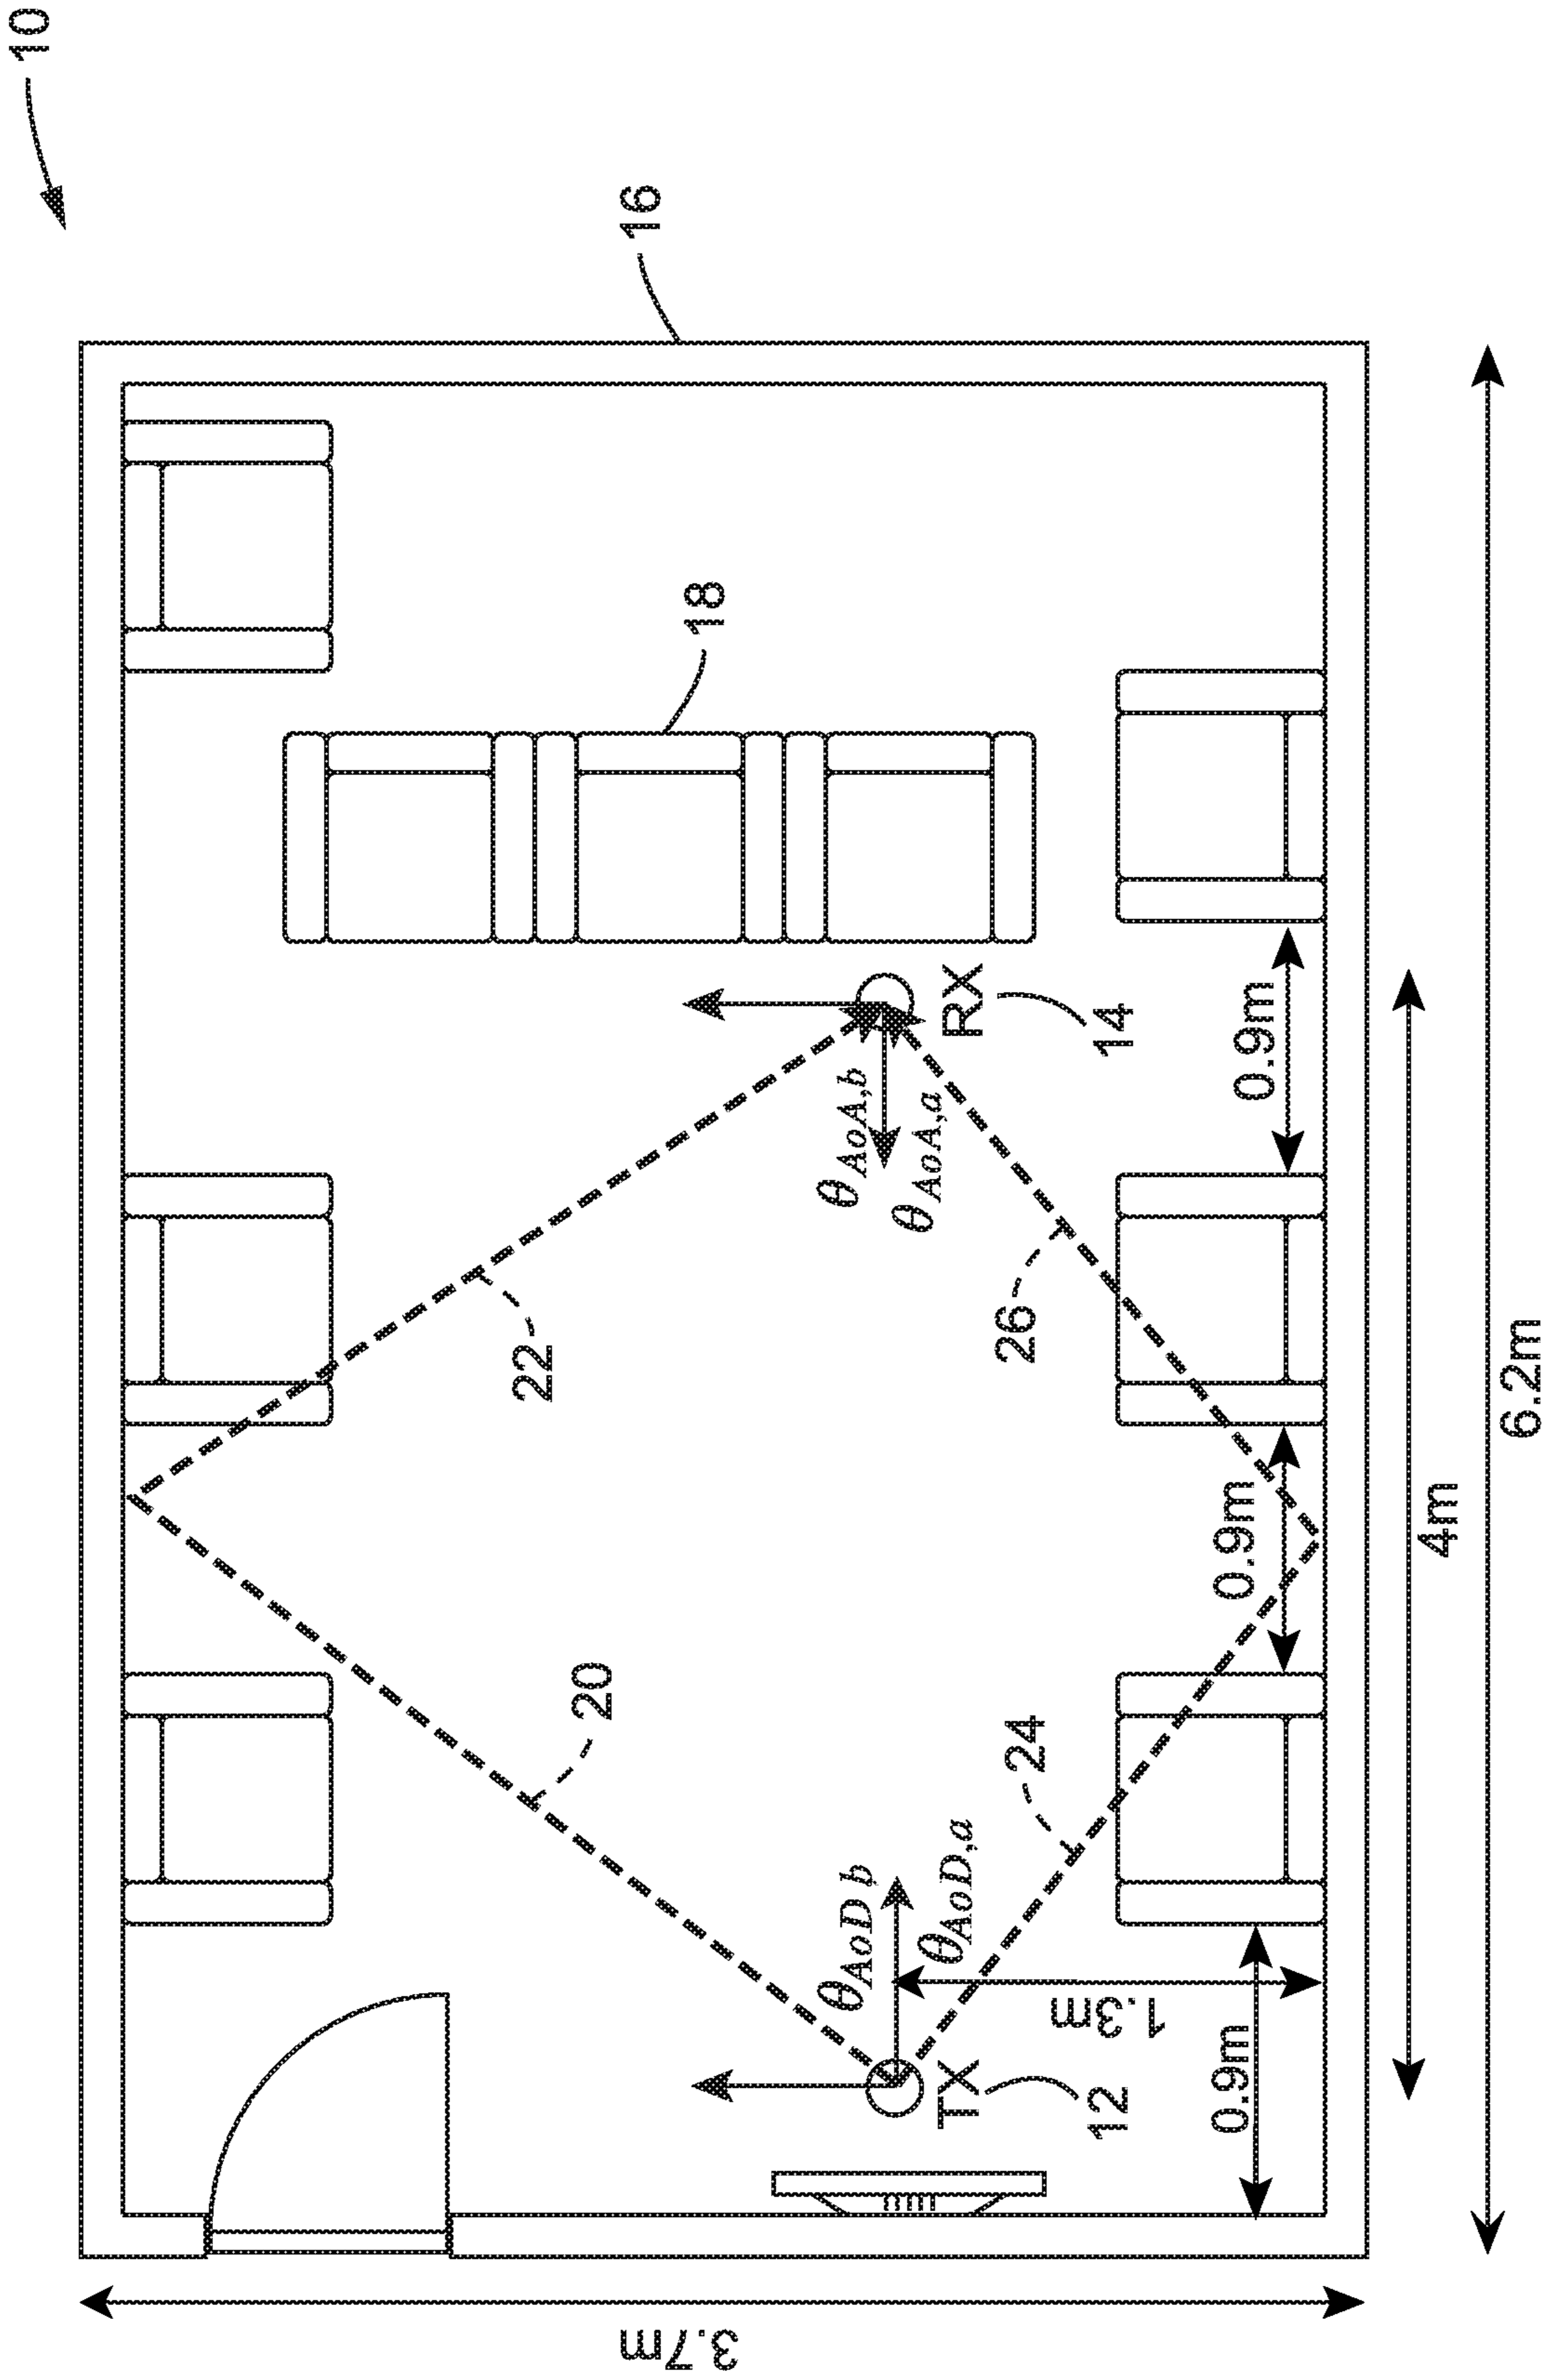 10
16
18
RX
14
θAoA,b
θAoA,a
0.9m
22
26
0.9m
4m
6.2m
20
24
θAoD b
θAoD,a
1.3m
TX
12
0.9m
3.7m